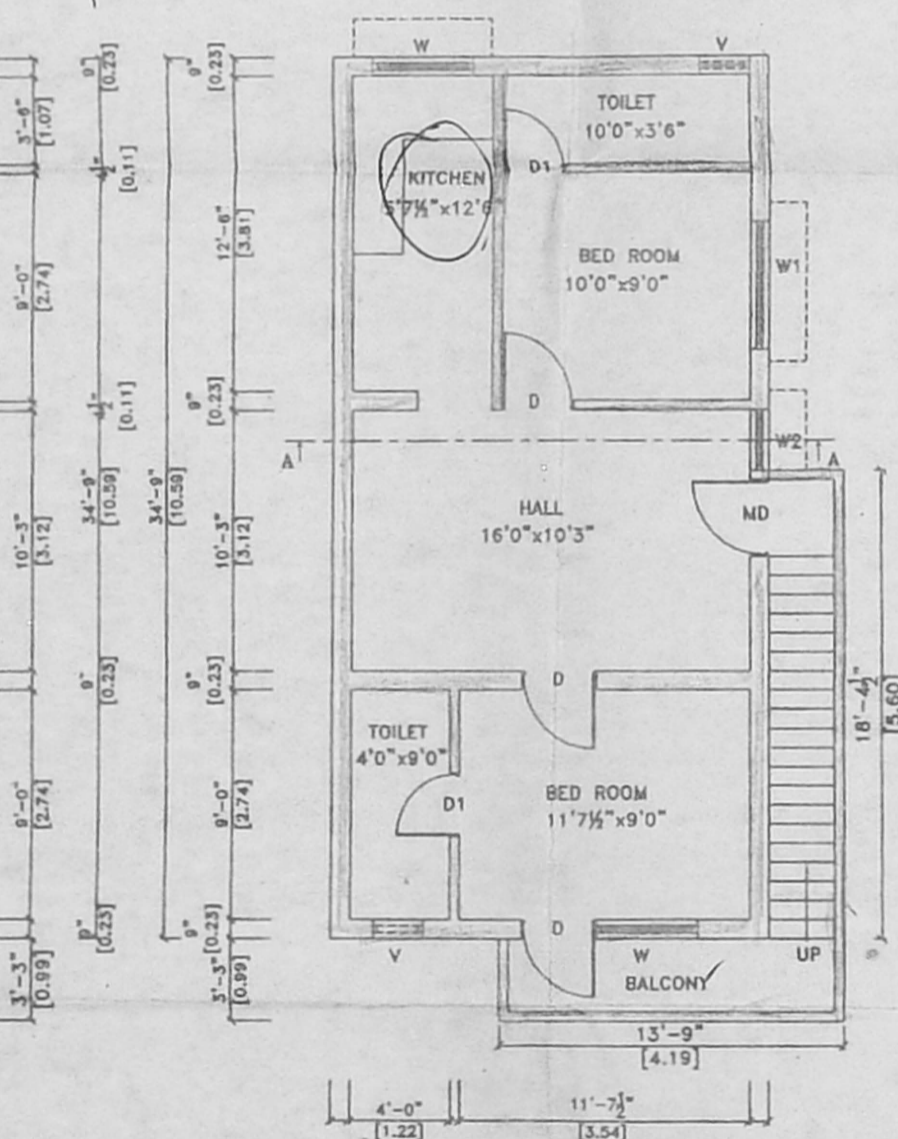 W
V
TOILET
10'0"x3'6"
D1
KITCHEN
5'7½"x12'6"
BED ROOM
10'0"x9'0"
W1
D
A
W2
A
HALL
16'0"x10'3"
MD
D
TOILET
4'0"x9'0"
D1
BED ROOM
11'7½"x9'0"
V
D
W
UP
BALCONY
3'-6"
[1.07]
9'-0"
[2.74]
10'-3"
[3.12]
9'-0"
[2.74]
3'-3"
[0.99]
9"
[0.23]
[0.11]
[0.11]
34'-9"
[10.59]
9"
[0.23]
9"
[0.23]
34'-9"
[10.59]
9"
[0.23]
12'-6"
[3.81]
9"
[0.23]
10'-3"
[3.12]
9"
[0.23]
9'-0"
[2.74]
9"
[0.23]
3'-3"
[0.99]
18'-4½"
[5.60]
13'-9"
[4.19]
4'-0"
[1.22]
11'-7½"
[3.54]